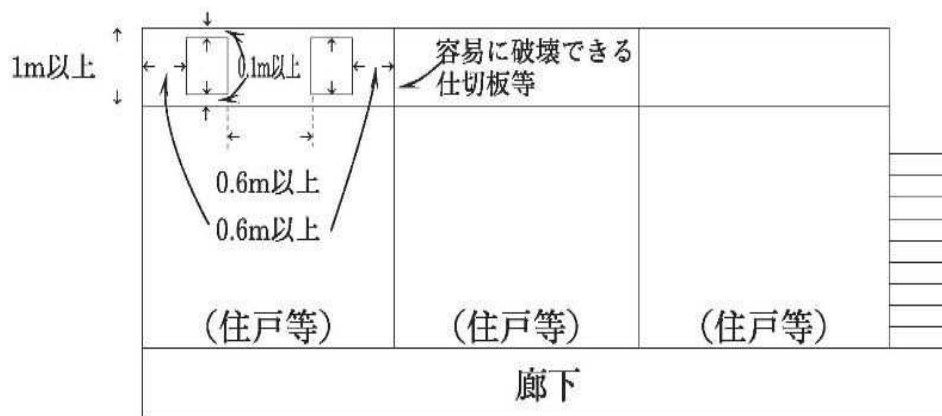 1m以上
0.1m以上
容易に破壊できる
仕切板等
0.6m以上
0.6m以上
(住戸等)
(住戸等)
(住戸等)
廊下